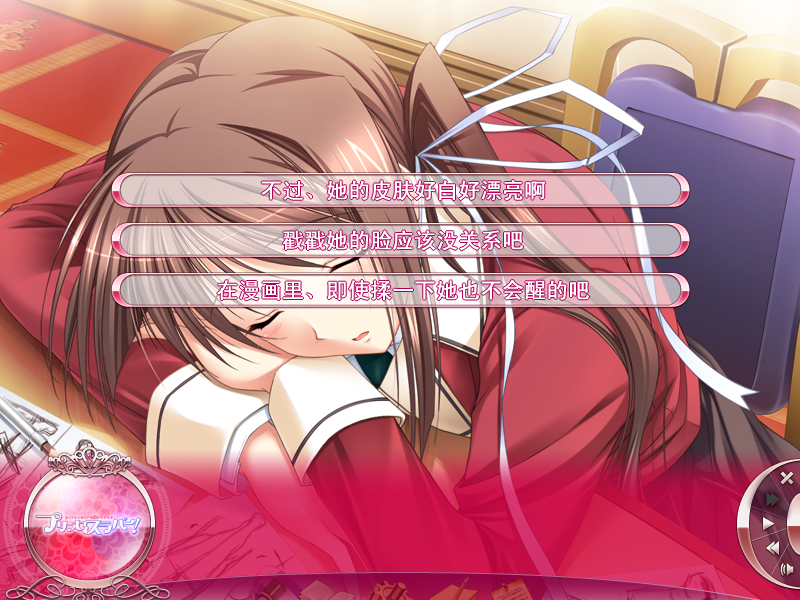 不过、她的皮肤好白好漂亮啊
戳戳她的脸应该没关系吧
在漫画里、即使揉一下她也不会醒的吧
プリンセスラバー!